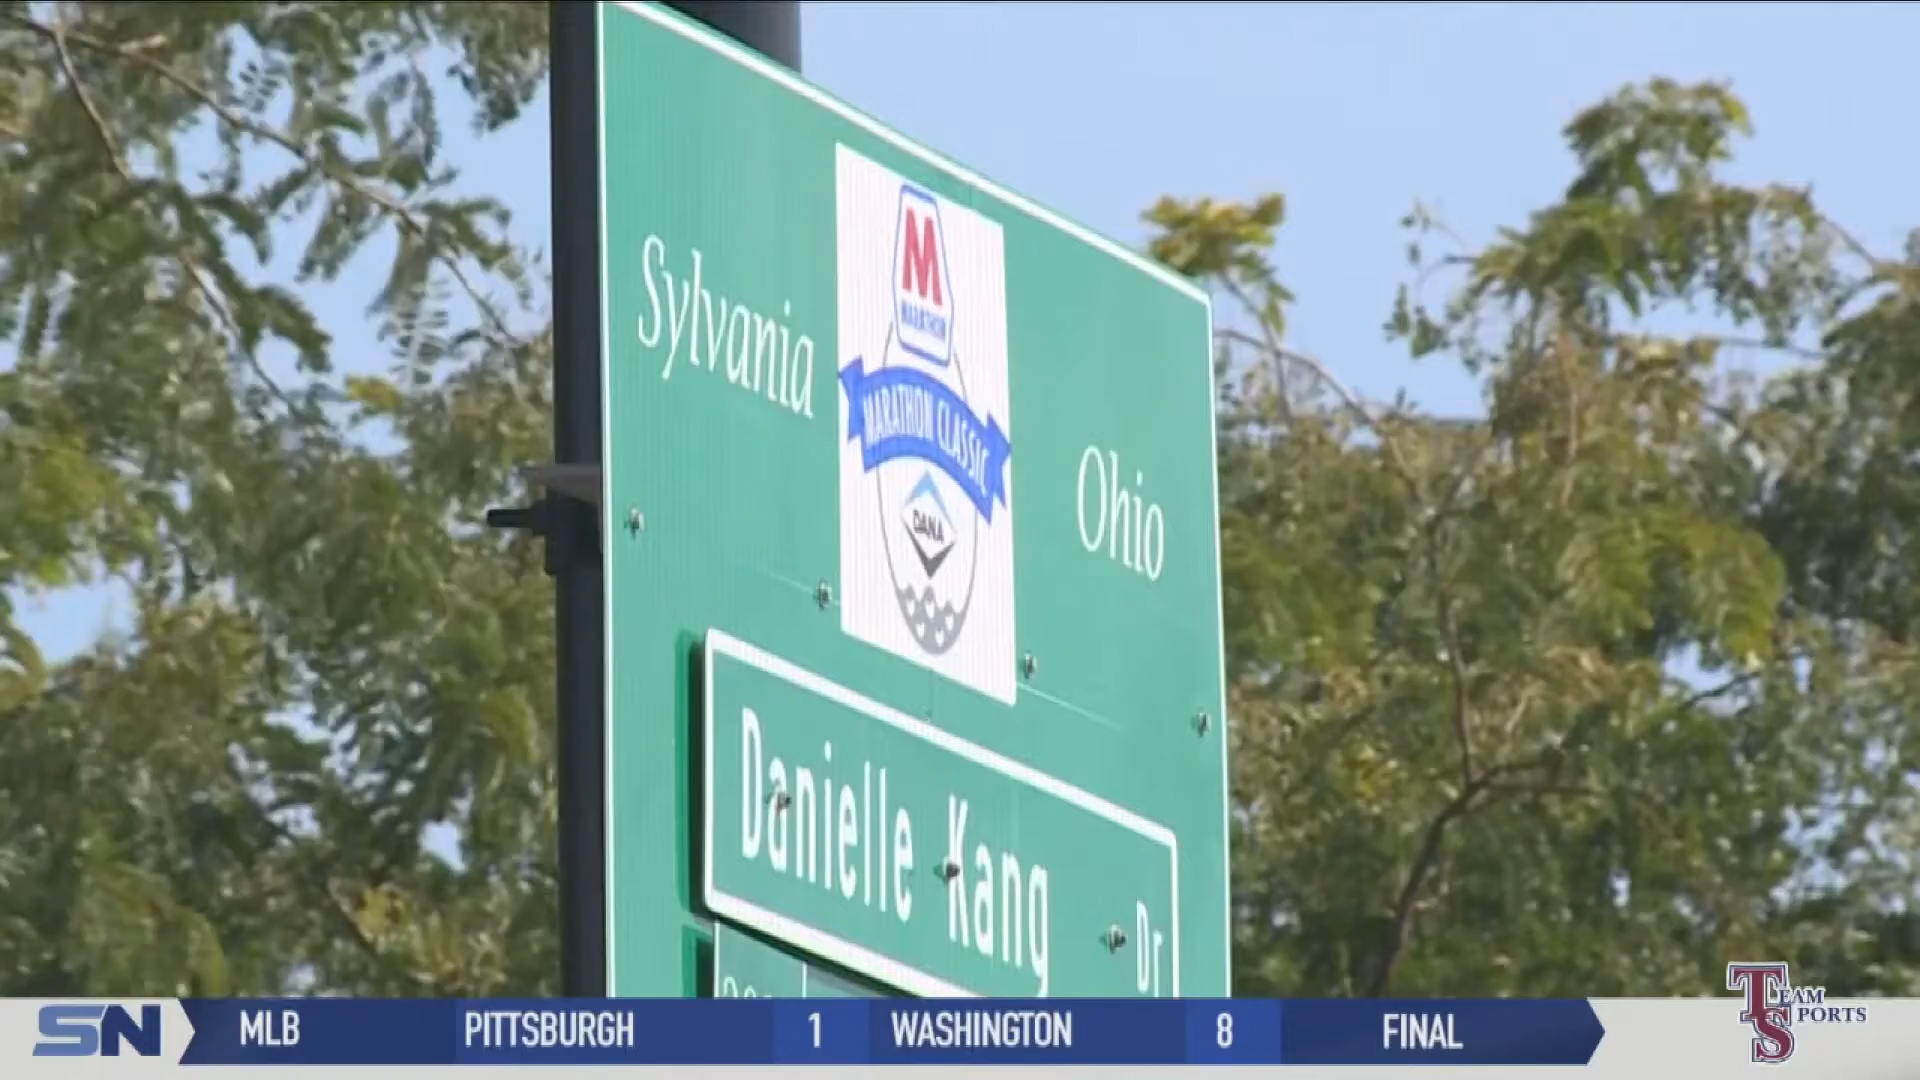 Sylvania
M
MARATHON
MARATHON CLASSIC
DANA
Ohio
Danielle Kang Dr
SN
MLB PITTSBURGH 1 WASHINGTON 8 FINAL
TEAM
SPORTS